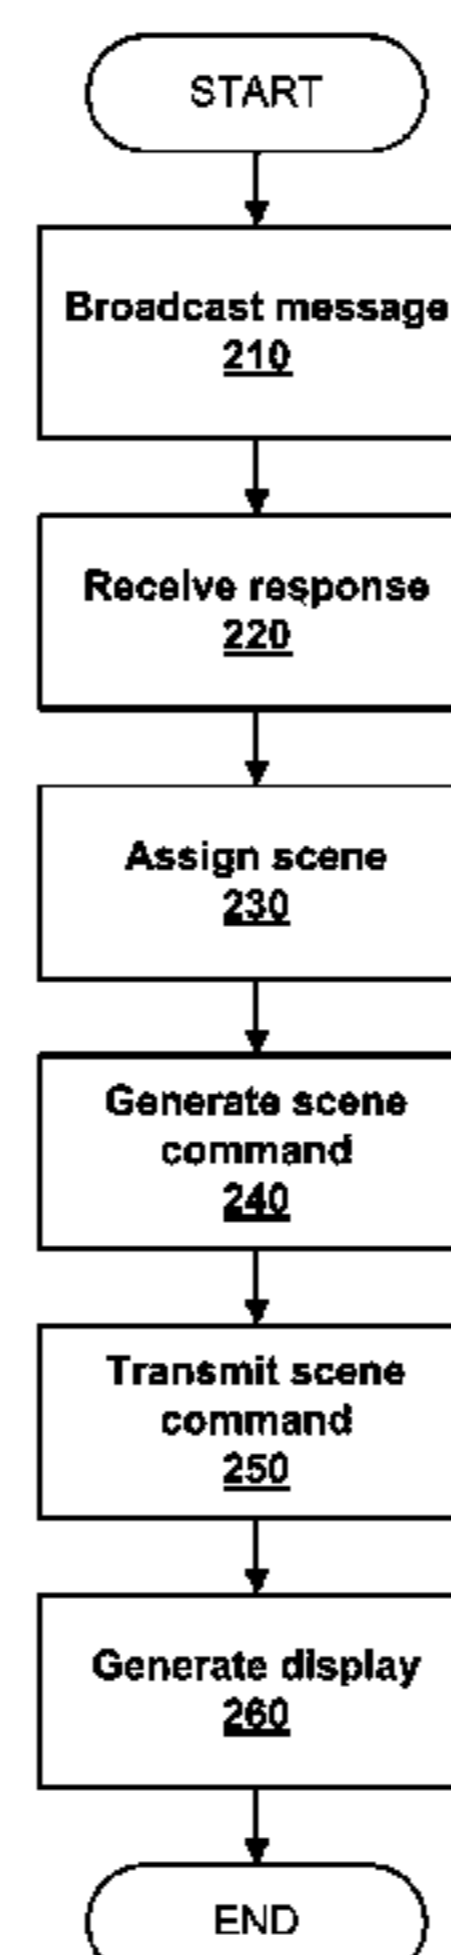 START
Broadcast message
210
Receive response
220
Assign scene
230
Generate scene
command
240
Transmit scene
command
250
Generate display
260
END